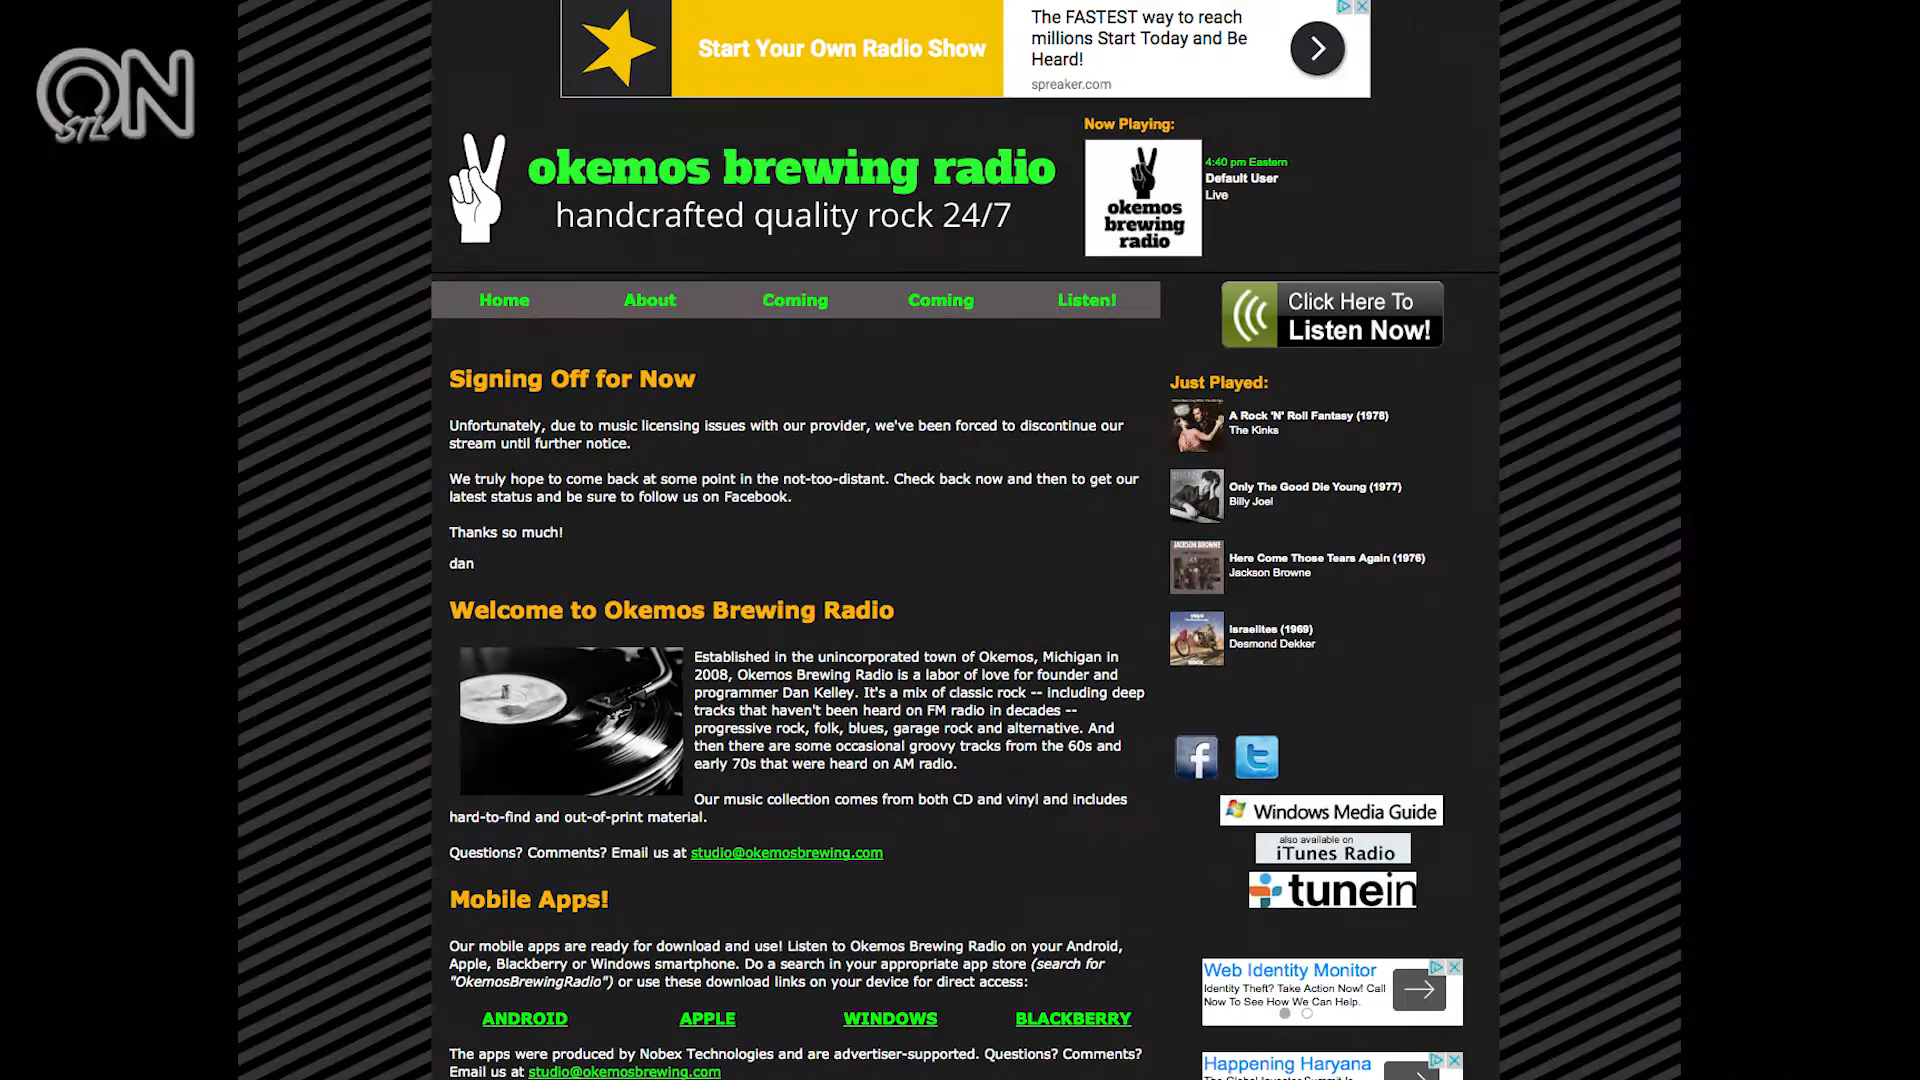 ON
STL
Start Your Own Radio Show
The FASTEST way to reach
millions Start Today and Be
Heard!
spreaker.com
okemos brewing radio
handcrafted quality rock 24/7
Now Playing:
okemos
brewing
radio
4:40 pm Eastern
Default User
Live
Home About Coming Coming Listen!
Click Here To
Listen Now!
Signing Off for Now
Unfortunately, due to music licensing issues with our provider, we've been forced to discontinue our
stream until further notice.
We truly hope to come back at some point in the not-too-distant. Check back now and then to get our
latest status and be sure to follow us on Facebook.
Thanks so much!
dan
Welcome to Okemos Brewing Radio
Established in the unincorporated town of Okemos, Michigan in
2008, Okemos Brewing Radio is a labor of love for founder and
programmer Dan Kelley. It's a mix of classic rock -- including deep
tracks that haven't been heard on FM radio in decades --
progressive rock, folk, blues, garage rock and alternative. And
then there are some occasional groovy tracks from the 60s and
early 70s that were heard on AM radio.
Our music collection comes from both CD and vinyl and includes
hard-to-find and out-of-print material.
Questions? Comments? Email us at studio@okemosbrewing.com
Mobile Apps!
Our mobile apps are ready for download and use! Listen to Okemos Brewing Radio on your Android,
Apple, Blackberry or Windows smartphone. Do a search in your appropriate app store (search for
"OkemosBrewingRadio") or use these download links on your device for direct access:
ANDROID APPLE WINDOWS BLACKBERRY
The apps were produced by Nobex Technologies and are advertiser-supported. Questions? Comments?
Email us at studio@okemosbrewing.com
Just Played:
A Rock 'N' Roll Fantasy (1978)
The Kinks
Only The Good Die Young (1977)
Billy Joel
JACKSON BROWNE
Here Come Those Tears Again (1976)
Jackson Browne
Israelites (1969)
Desmond Dekker
Windows Media Guide
also available on
iTunes Radio
tunein
Web Identity Monitor
Identity Theft? Take Action Now! Call
Now To See How We Can Help.
Happening Haryana